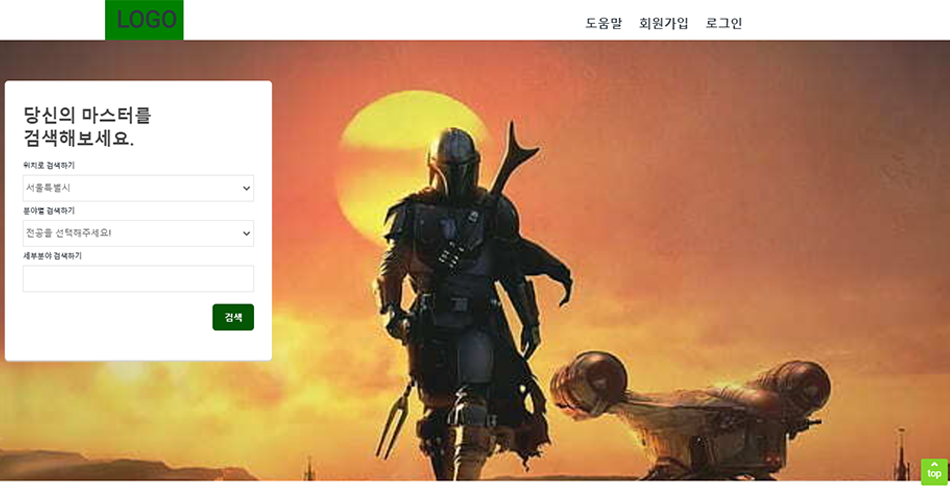 LOGO
도움말 회원가입 로그인
당신의 마스터를
검색해보세요.
위치로 검색하기
서울특별시
분야별 검색하기
전공을 선택해주세요!
세부분야 검색하기
검색
top